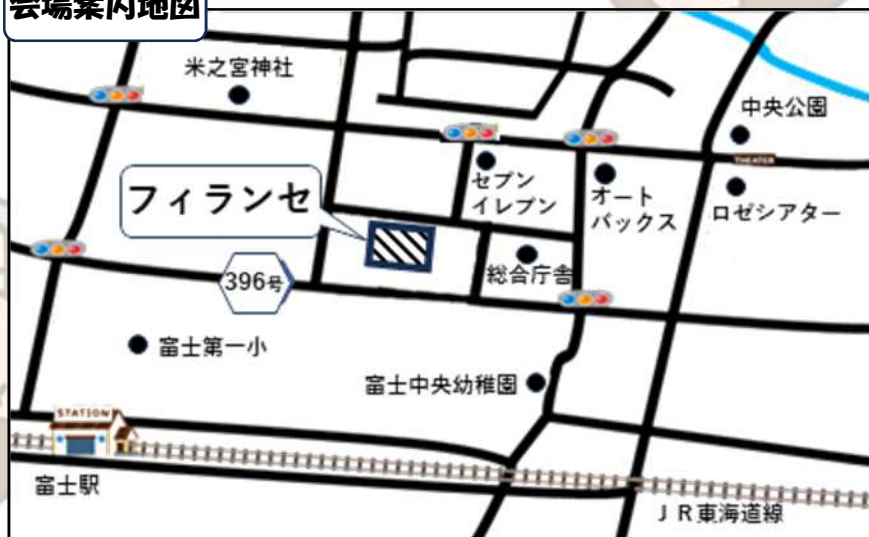 会場案内地図
米之宮神社
中央公園
THEATER
セブン
イレブン
オート
バックス
ロゼシアター
フィランセ
総合庁舎
396号
富士第一小
富士中央幼稚園
STATION
富士駅
ＪＲ東海道線